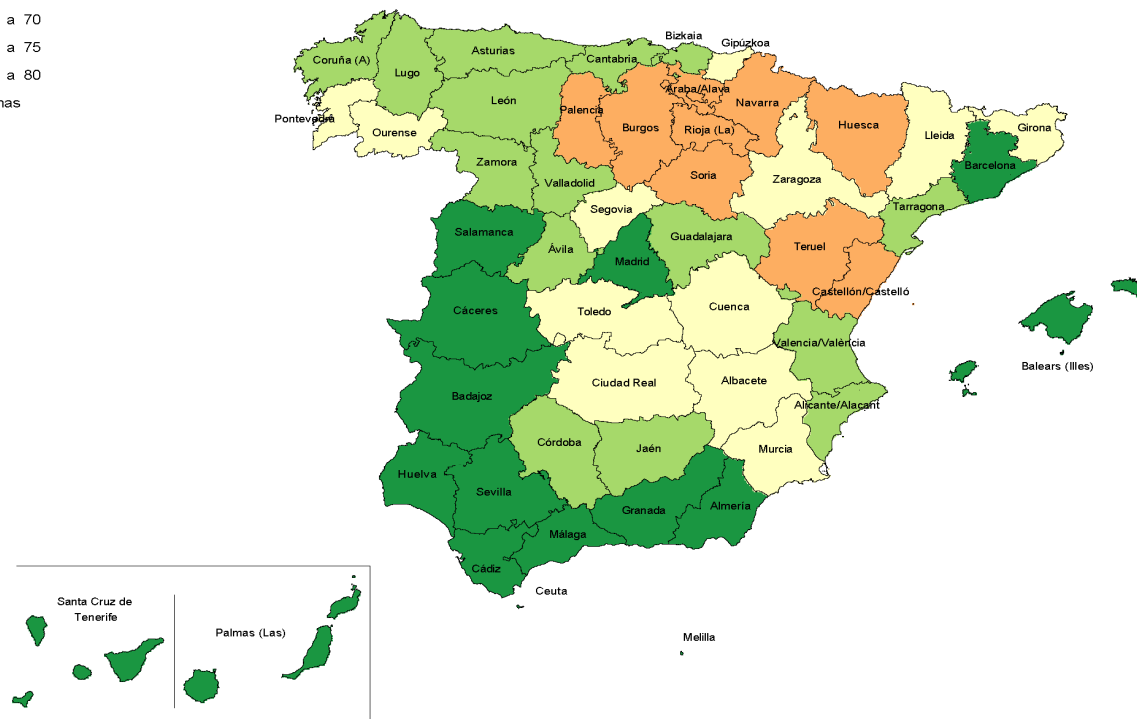 a 70
a 75
a 80
nas
Coruña (A)
Lugo
Asturias
Cantabria
Bizkaia
Gipúzkoa
Pontevedra
Ourense
León
Palencia
Burgos
Araba/Alava
Navarra
Rioja (La)
Huesca
Lleida
Girona
Barcelona
Zamora
Valladolid
Soria
Zaragoza
Tarragona
Segovia
Salamanca
Ávila
Madrid
Guadalajara
Teruel
Castellón/Castelló
Cáceres
Toledo
Cuenca
Valencia/València
Balears (Illes)
Badajoz
Ciudad Real
Albacete
Alicante/Alacant
Córdoba
Jaén
Murcia
Huelva
Sevilla
Granada
Almería
Málaga
Cádiz
Ceuta
Melilla
Santa Cruz de
Tenerife
Palmas (Las)